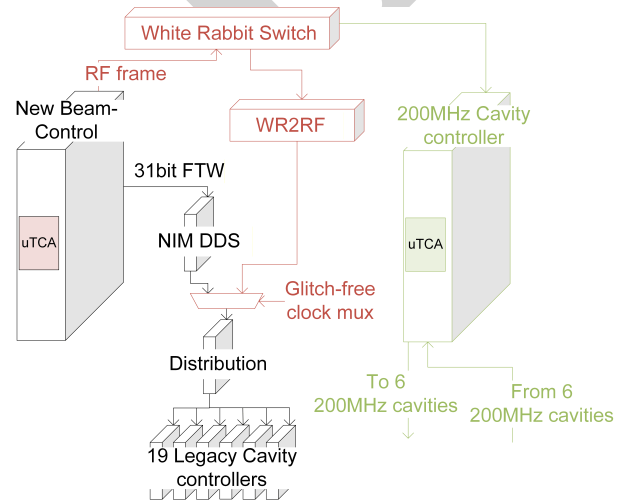 White Rabbit Switch
RF frame
New Beam-
Control
WR2RF
200MHz Cavity
controller
31bit FTW
uTCA
NIM DDS
uTCA
Glitch-free
clock mux
Distribution
To 6
200MHz cavities
From 6
200MHz cavities
19 Legacy Cavity
controllers